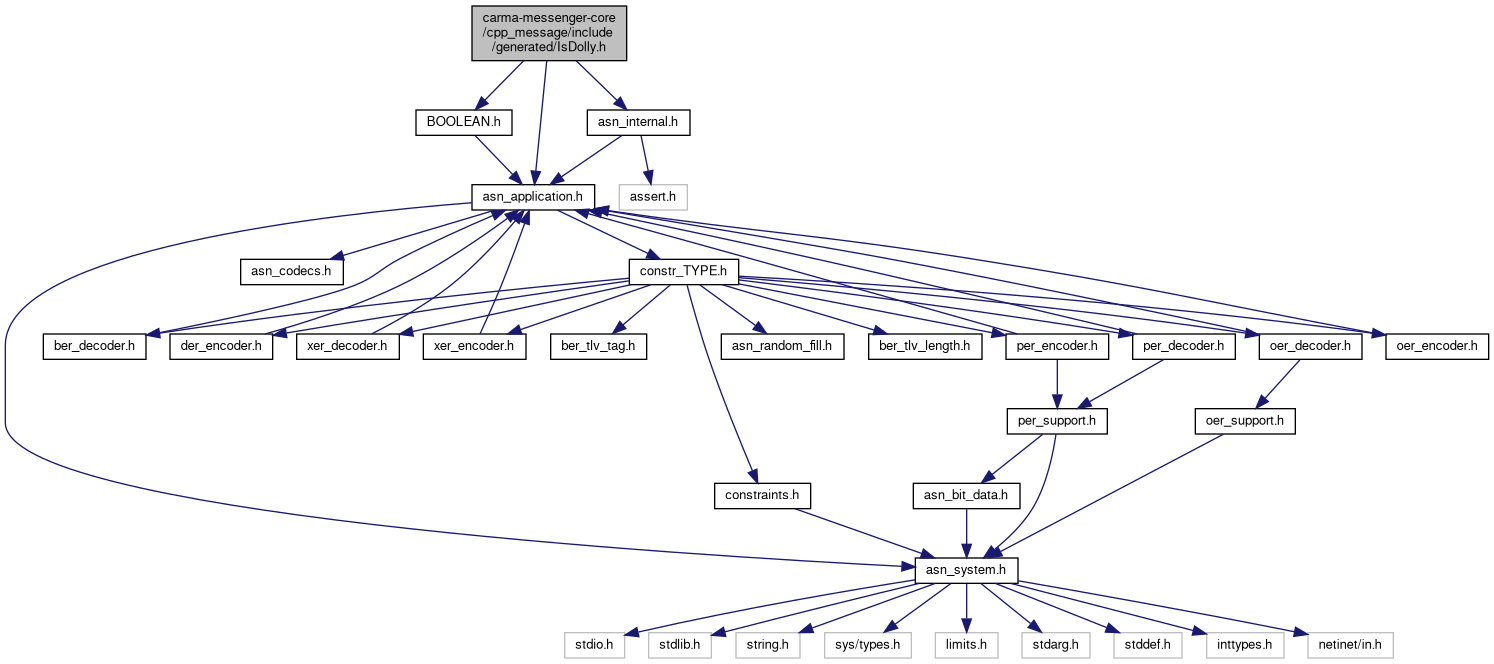 carma-messenger-core
/cpp_message/include
/generated/IsDolly.h
BOOLEAN.h
asn_internal.h
asn_application.h
assert.h
asn_codecs.h
constr_TYPE.h
ber_decoder.h
der_encoder.h
xer_decoder.h
xer_encoder.h
ber_tlv_tag.h
asn_random_fill.h
ber_tlv_length.h
per_encoder.h
per_decoder.h
oer_decoder.h
oer_encoder.h
per_support.h
oer_support.h
constraints.h
asn_bit_data.h
asn_system.h
stdio.h
stdlib.h
string.h
sys/types.h
limits.h
stdarg.h
stddef.h
inttypes.h
netinet/in.h